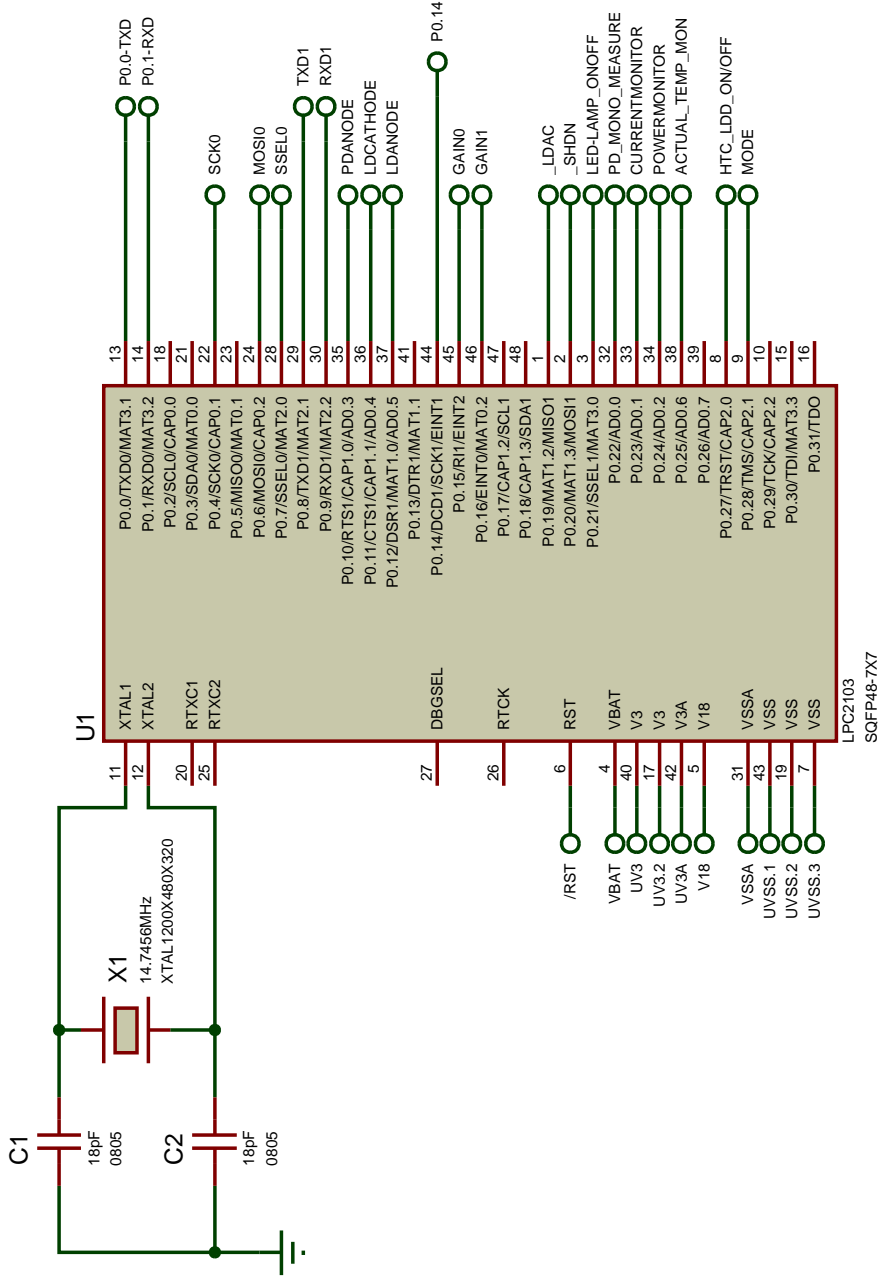 C1
18pF
0805
C2
18pF
0805
X1
14.7456MHz
XTAL1200X480X320
U1
11 XTAL1
12 XTAL2
20 RTXC1
25 RTXC2
27 DBGSEL
26 RTCK
/RST 6 RST
VBAT 4 VBAT
UV3 40 V3
UV3.2 17 V3
UV3A 42 V3A
V18 5 V18
VSSA 31 VSSA
UVSS.1 43 VSS
UVSS.2 19 VSS
UVSS.3 7 VSS
P0.0/TXD0/MAT3.1 13 P0.0-TXD
P0.1/RXD0/MAT3.2 14 P0.1-RXD
P0.2/SCL0/CAP0.0 18
P0.3/SDA0/MAT0.0 21
P0.4/SCK0/CAP0.1 22 SCK0
P0.5/MISO0/MAT0.1 23
P0.6/MOSI0/CAP0.2 24 MOSI0
P0.7/SSEL0/MAT2.0 28 SSEL0
P0.8/TXD1/MAT2.1 29 TXD1
P0.9/RXD1/MAT2.2 30 RXD1
P0.10/RTS1/CAP1.0/AD0.3 35 PDANODE
P0.11/CTS1/CAP1.1/AD0.4 36 LDCATHODE
P0.12/DSR1/MAT1.0/AD0.5 37 LDANODE
P0.13/DTR1/MAT1.1 41
P0.14/DCD1/SCK1/EINT1 44 P0.14
P0.15/RI1/EINT2 45 GAIN0
P0.16/EINT0/MAT0.2 46 GAIN1
P0.17/CAP1.2/SCL1 47
P0.18/CAP1.3/SDA1 48
P0.19/MAT1.2/MISO1 1 _LDAC
P0.20/MAT1.3/MOSI1 2 _SHDN
P0.21/SSEL1/MAT3.0 3 LED-LAMP_ONOFF
P0.22/AD0.0 32 PD_MONO_MEASURE
P0.23/AD0.1 33 CURRENTMONITOR
P0.24/AD0.2 34 POWERMONITOR
P0.25/AD0.6 38 ACTUAL_TEMP_MON
P0.26/AD0.7 39
P0.27/TRST/CAP2.0 8 HTC_LDD_ON/OFF
P0.28/TMS/CAP2.1 9 MODE
P0.29/TCK/CAP2.2 10
P0.30/TDI/MAT3.3 15
P0.31/TDO 16
LPC2103
SQFP48-7X7